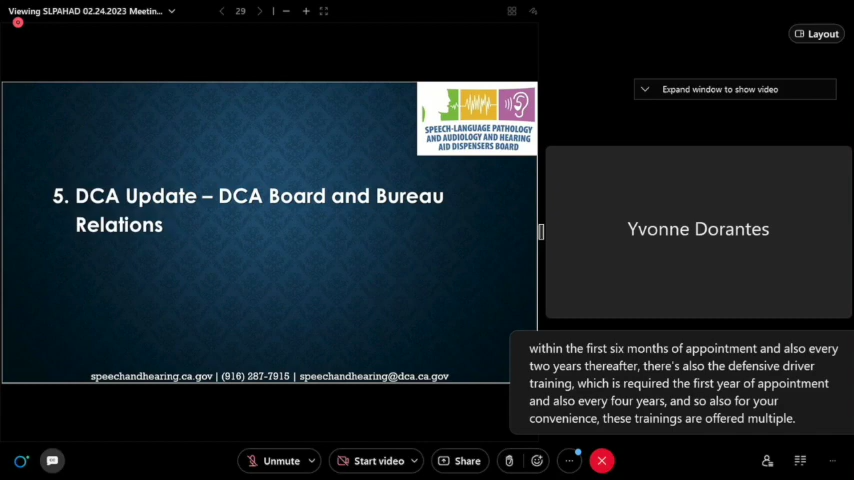 Viewing SLPAHAD 02.24.2023 Meetin...
29
Layout
Expand window to show video
SPEECH-LANGUAGE PATHOLOGY
AND AUDIOLOGY AND HEARING
AID DISPENSERS BOARD
5. DCA Update – DCA Board and Bureau
Relations
speechandhearing.ca.gov | (916) 287-7915 | speechandhearing@dca.ca.gov
Yvonne Dorantes
within the first six months of appointment and also every
two years thereafter, there's also the defensive driver
training, which is required the first year of appointment
and also every four years, and so also for your
convenience, these trainings are offered multiple.
Unmute
Start video
Share